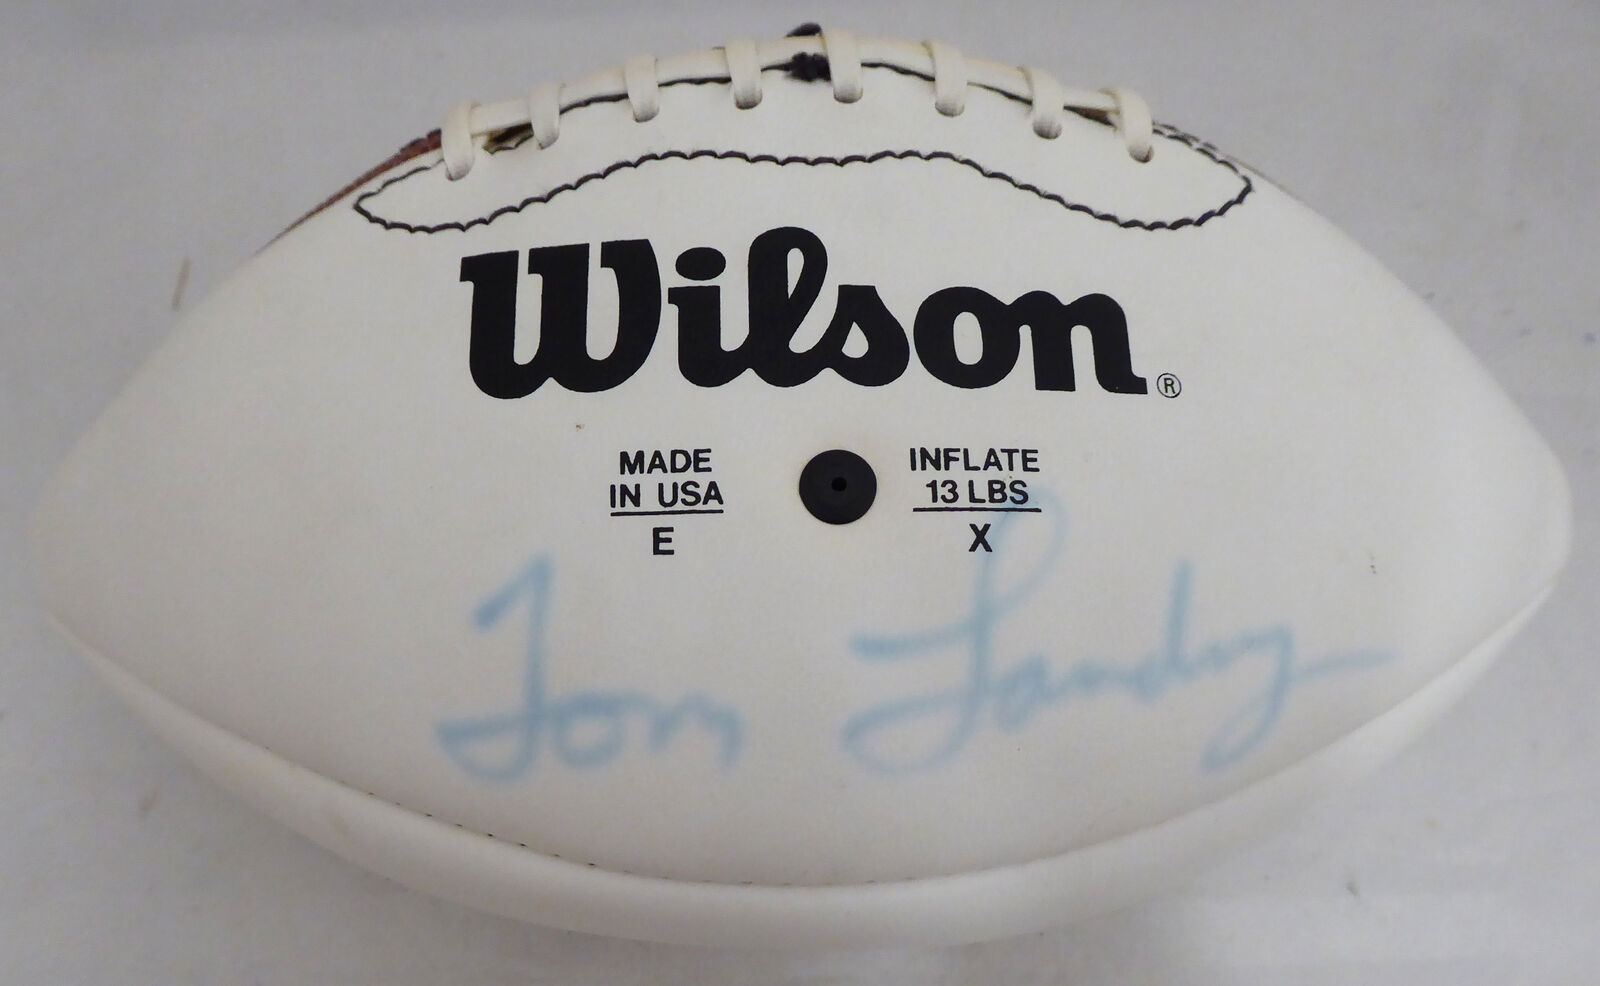 Wilson®
MADE
IN USA
E
INFLATE
13 LBS
X
Tom Landry